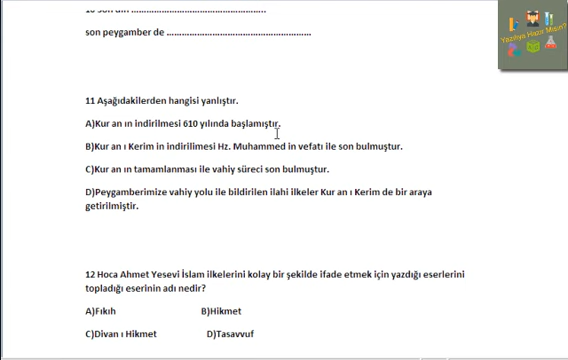 son peygamber de ................................................
Yazılıya Hazır Mısın?
11 Aşağıdakilerden hangisi yanlıştır.
A)Kur an ın indirilmesi 610 yılında başlamıştır.
B)Kur an ı Kerim in indirilimesi Hz. Muhammed in vefatı ile son bulmuştur.
C)Kur an ın tamamlanması ile vahiy süreci son bulmuştur.
D)Peygamberimize vahiy yolu ile bildirilen ilahi ilkeler Kur an ı Kerim de bir araya
getirilmiştir.
12 Hoca Ahmet Yesevi İslam ilkelerini kolay bir şekilde ifade etmek için yazdığı eserlerini
topladığı eserinin adı nedir?
A)Fıkıh B)Hikmet
C)Divan ı Hikmet D)Tasavvuf